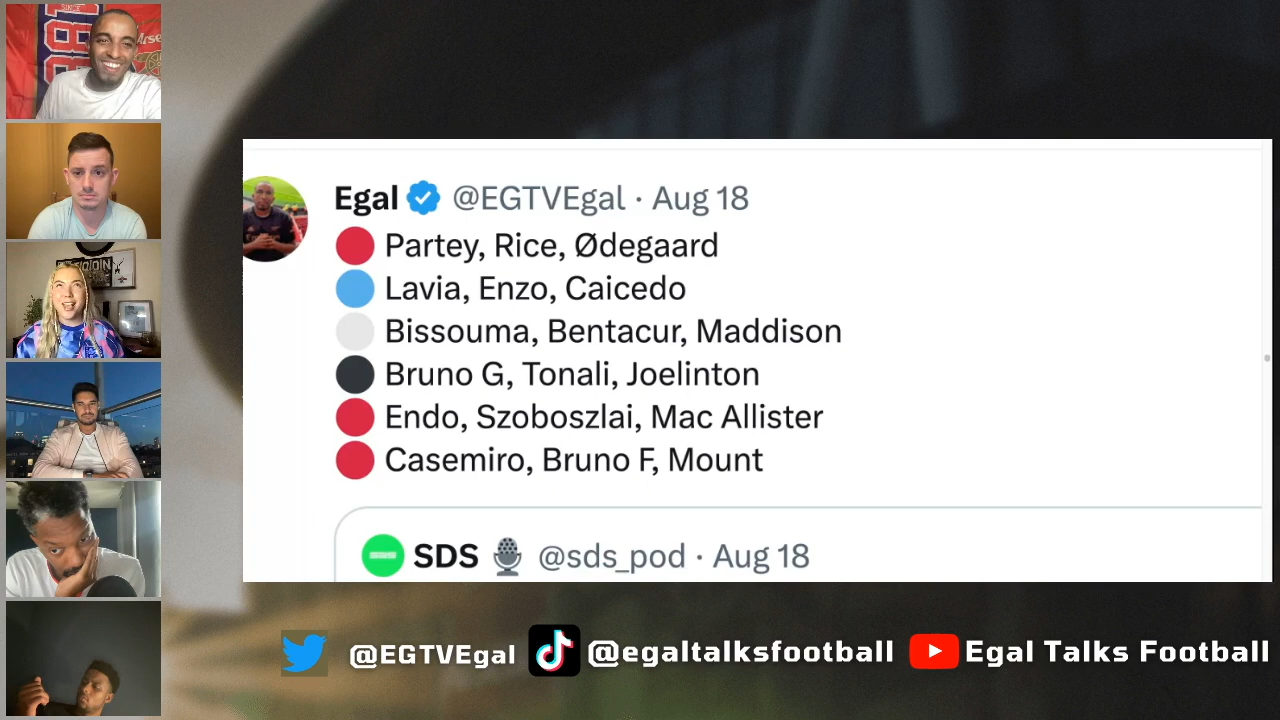 Egal @EGTVEgal · Aug 18
Partey, Rice, Ødegaard
Lavia, Enzo, Caicedo
Bissouma, Bentacur, Maddison
Bruno G, Tonali, Joelinton
Endo, Szoboszlai, Mac Allister
Casemiro, Bruno F, Mount
SDS @sds_pod · Aug 18
@EGTVEgal @egaltalksfootball Egal Talks Football